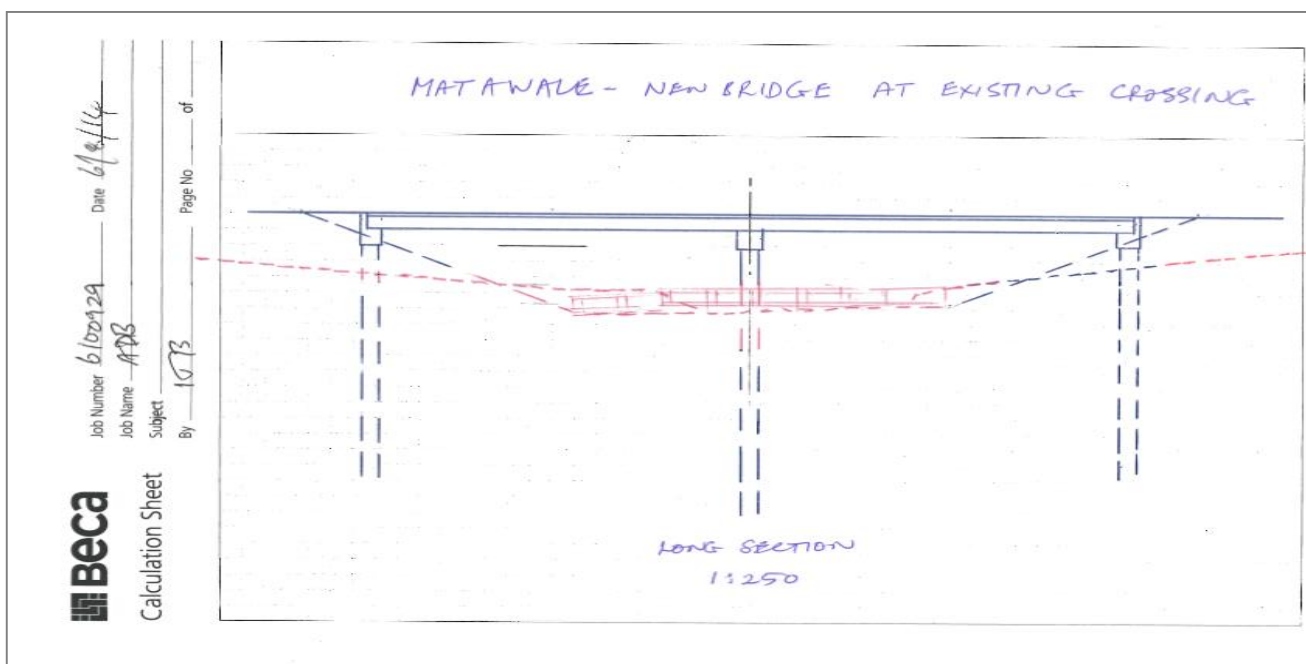 MATAWALE - NEW BRIDGE AT EXISTING CROSSING
LONG SECTION
1:250
Beca
Calculation Sheet
Job Number 6100929 Date
Job Name ADB
Subject
By Page No of